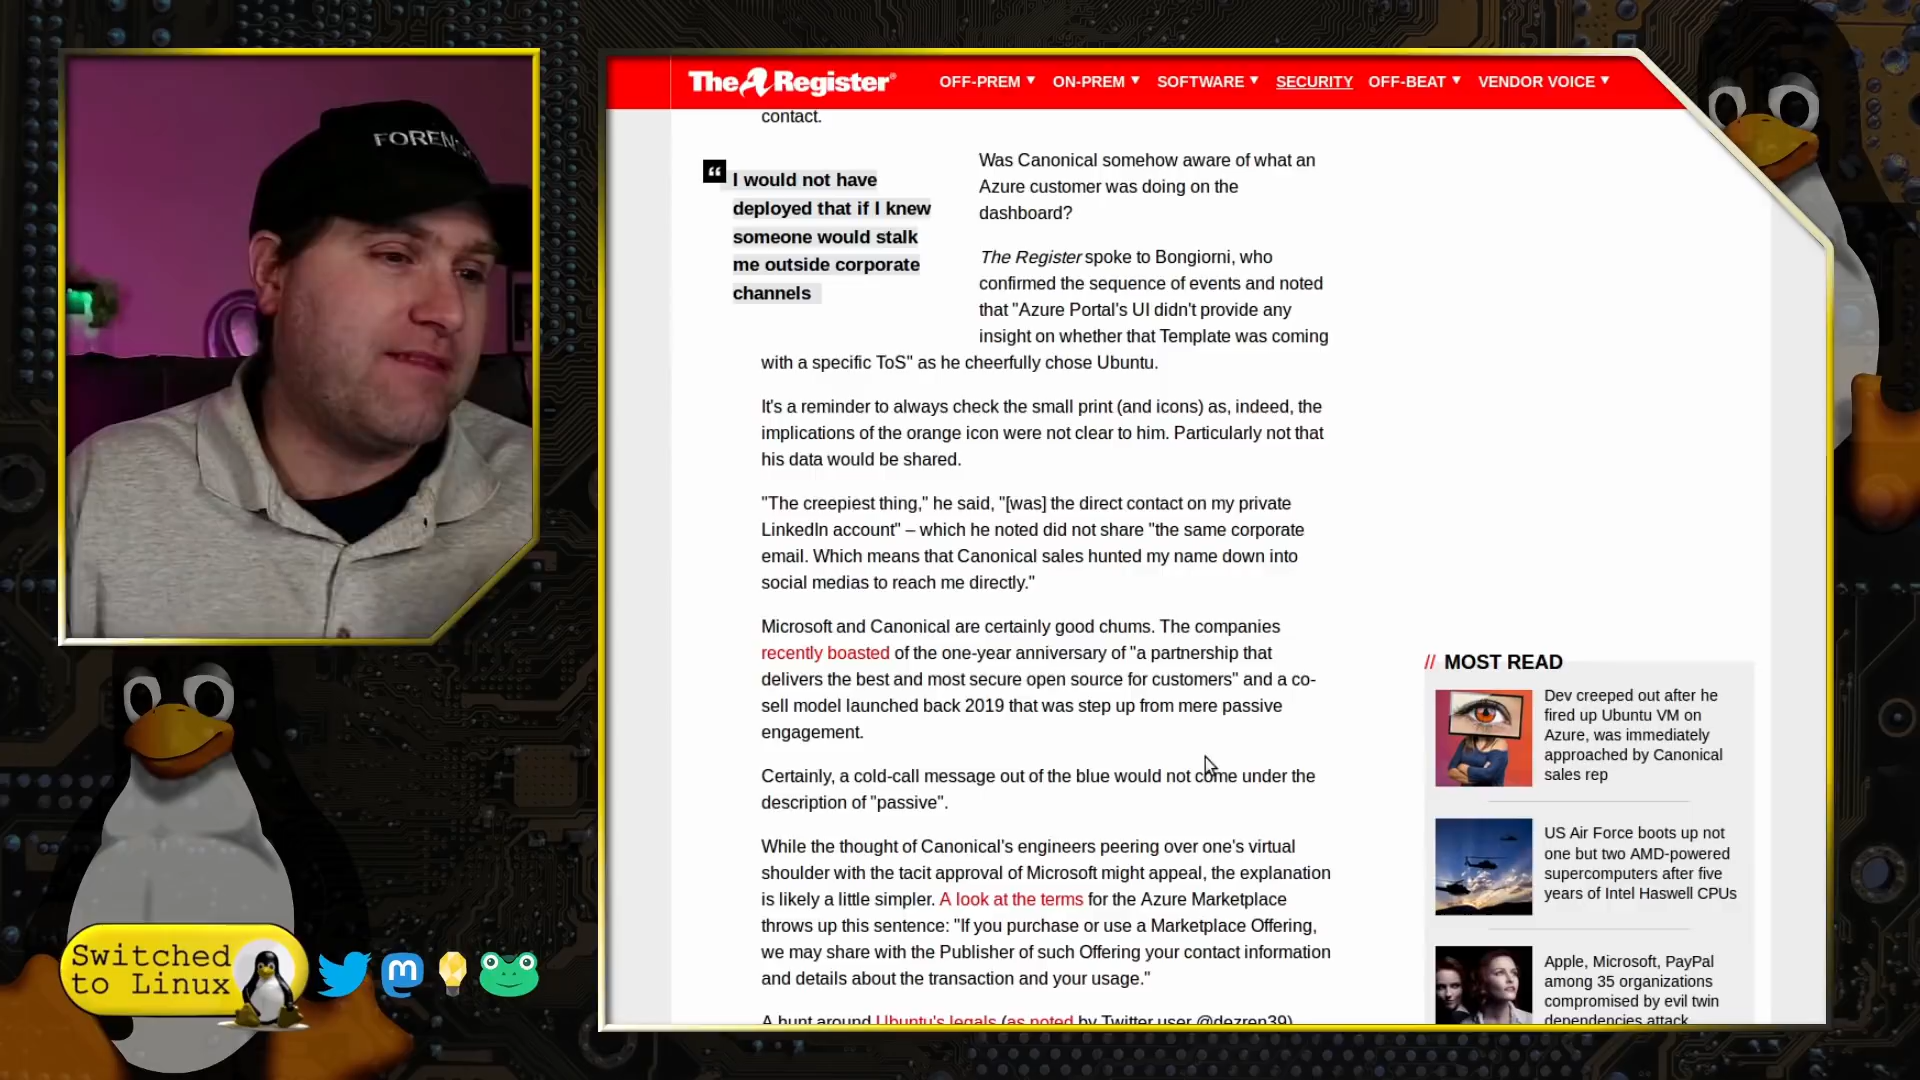 FORENS
The Register®
OFF-PREM
ON-PREM
SOFTWARE
SECURITY
OFF-BEAT
VENDOR VOICE
contact.
“ I would not have
deployed that if I knew
someone would stalk
me outside corporate
channels
Was Canonical somehow aware of what an
Azure customer was doing on the
dashboard?
The Register spoke to Bongiorni, who
confirmed the sequence of events and noted
that "Azure Portal's UI didn't provide any
insight on whether that Template was coming
with a specific ToS" as he cheerfully chose Ubuntu.
It's a reminder to always check the small print (and icons) as, indeed, the
implications of the orange icon were not clear to him. Particularly not that
his data would be shared.
"The creepiest thing," he said, "[was] the direct contact on my private
LinkedIn account" – which he noted did not share "the same corporate
email. Which means that Canonical sales hunted my name down into
social medias to reach me directly."
Microsoft and Canonical are certainly good chums. The companies
recently boasted of the one-year anniversary of "a partnership that
delivers the best and most secure open source for customers" and a co-
sell model launched back 2019 that was step up from mere passive
engagement.
Certainly, a cold-call message out of the blue would not come under the
description of "passive".
While the thought of Canonical's engineers peering over one's virtual
shoulder with the tacit approval of Microsoft might appeal, the explanation
is likely a little simpler. A look at the terms for the Azure Marketplace
throws up this sentence: "If you purchase or use a Marketplace Offering,
we may share with the Publisher of such Offering your contact information
and details about the transaction and your usage."
A hunt around Ubuntu's legals (as noted by Twitter user @dezren39)
// MOST READ
Dev creeped out after he
fired up Ubuntu VM on
Azure, was immediately
approached by Canonical
sales rep
US Air Force boots up not
one but two AMD-powered
supercomputers after five
years of Intel Haswell CPUs
Apple, Microsoft, PayPal
among 35 organizations
compromised by evil twin
dependencies attack
Switched
to Linux